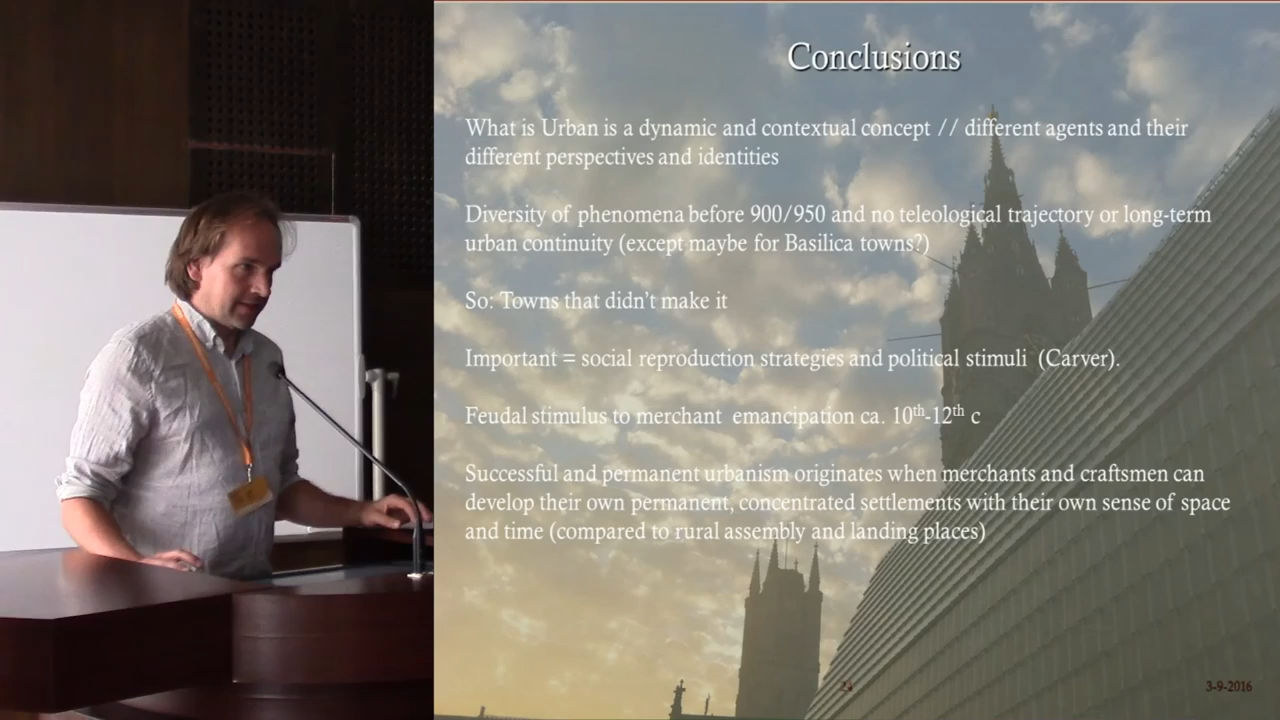 Conclusions
What is Urban is a dynamic and contextual concept // different agents and their
different perspectives and identities
Diversity of phenomena before 900/950 and no teleological trajectory or long-term
urban continuity (except maybe for Basilica towns?)
So: Towns that didn't make it
Important = social reproduction strategies and political stimuli (Carver).
Feudal stimulus to merchant emancipation ca. 10th-12th c
Successful and permanent urbanism originates when merchants and craftsmen can
develop their own permanent, concentrated settlements with their own sense of space
and time (compared to rural assembly and landing places)
3-9-2016